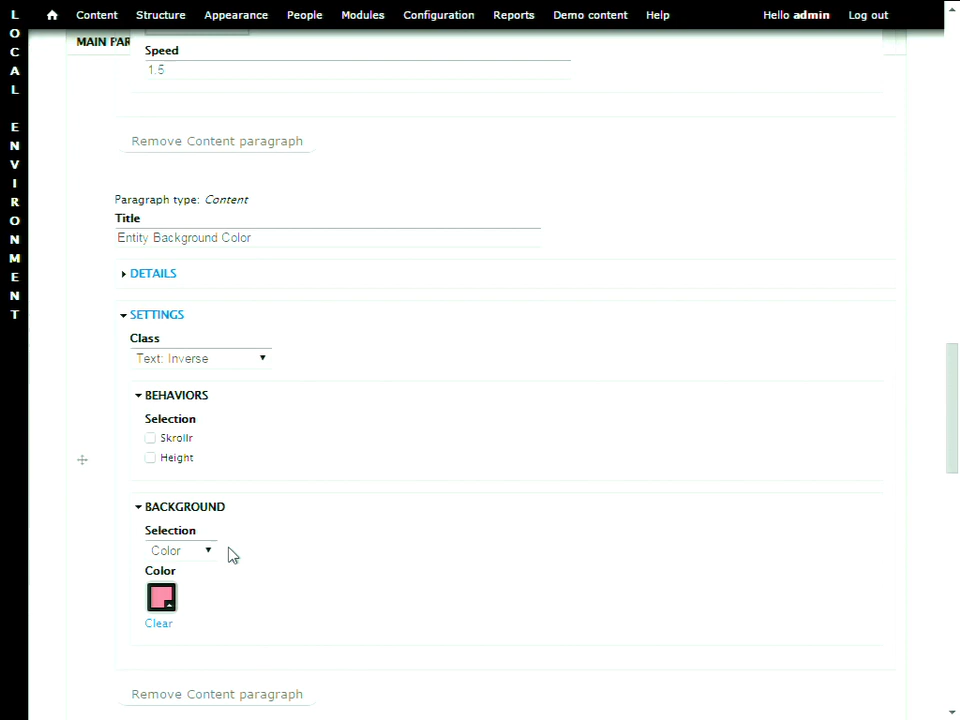 Content Structure Appearance People Modules Configuration Reports Demo content Help Hello admin Log out
LOCAL ENVIRONMENT
MAIN PAR
Speed
1.5
Remove Content paragraph
Paragraph type: Content
Title
Entity Background Color
DETAILS
SETTINGS
Class
Text: Inverse
BEHAVIORS
Selection
Skrollr
Height
BACKGROUND
Selection
Color
Color
Clear
Remove Content paragraph